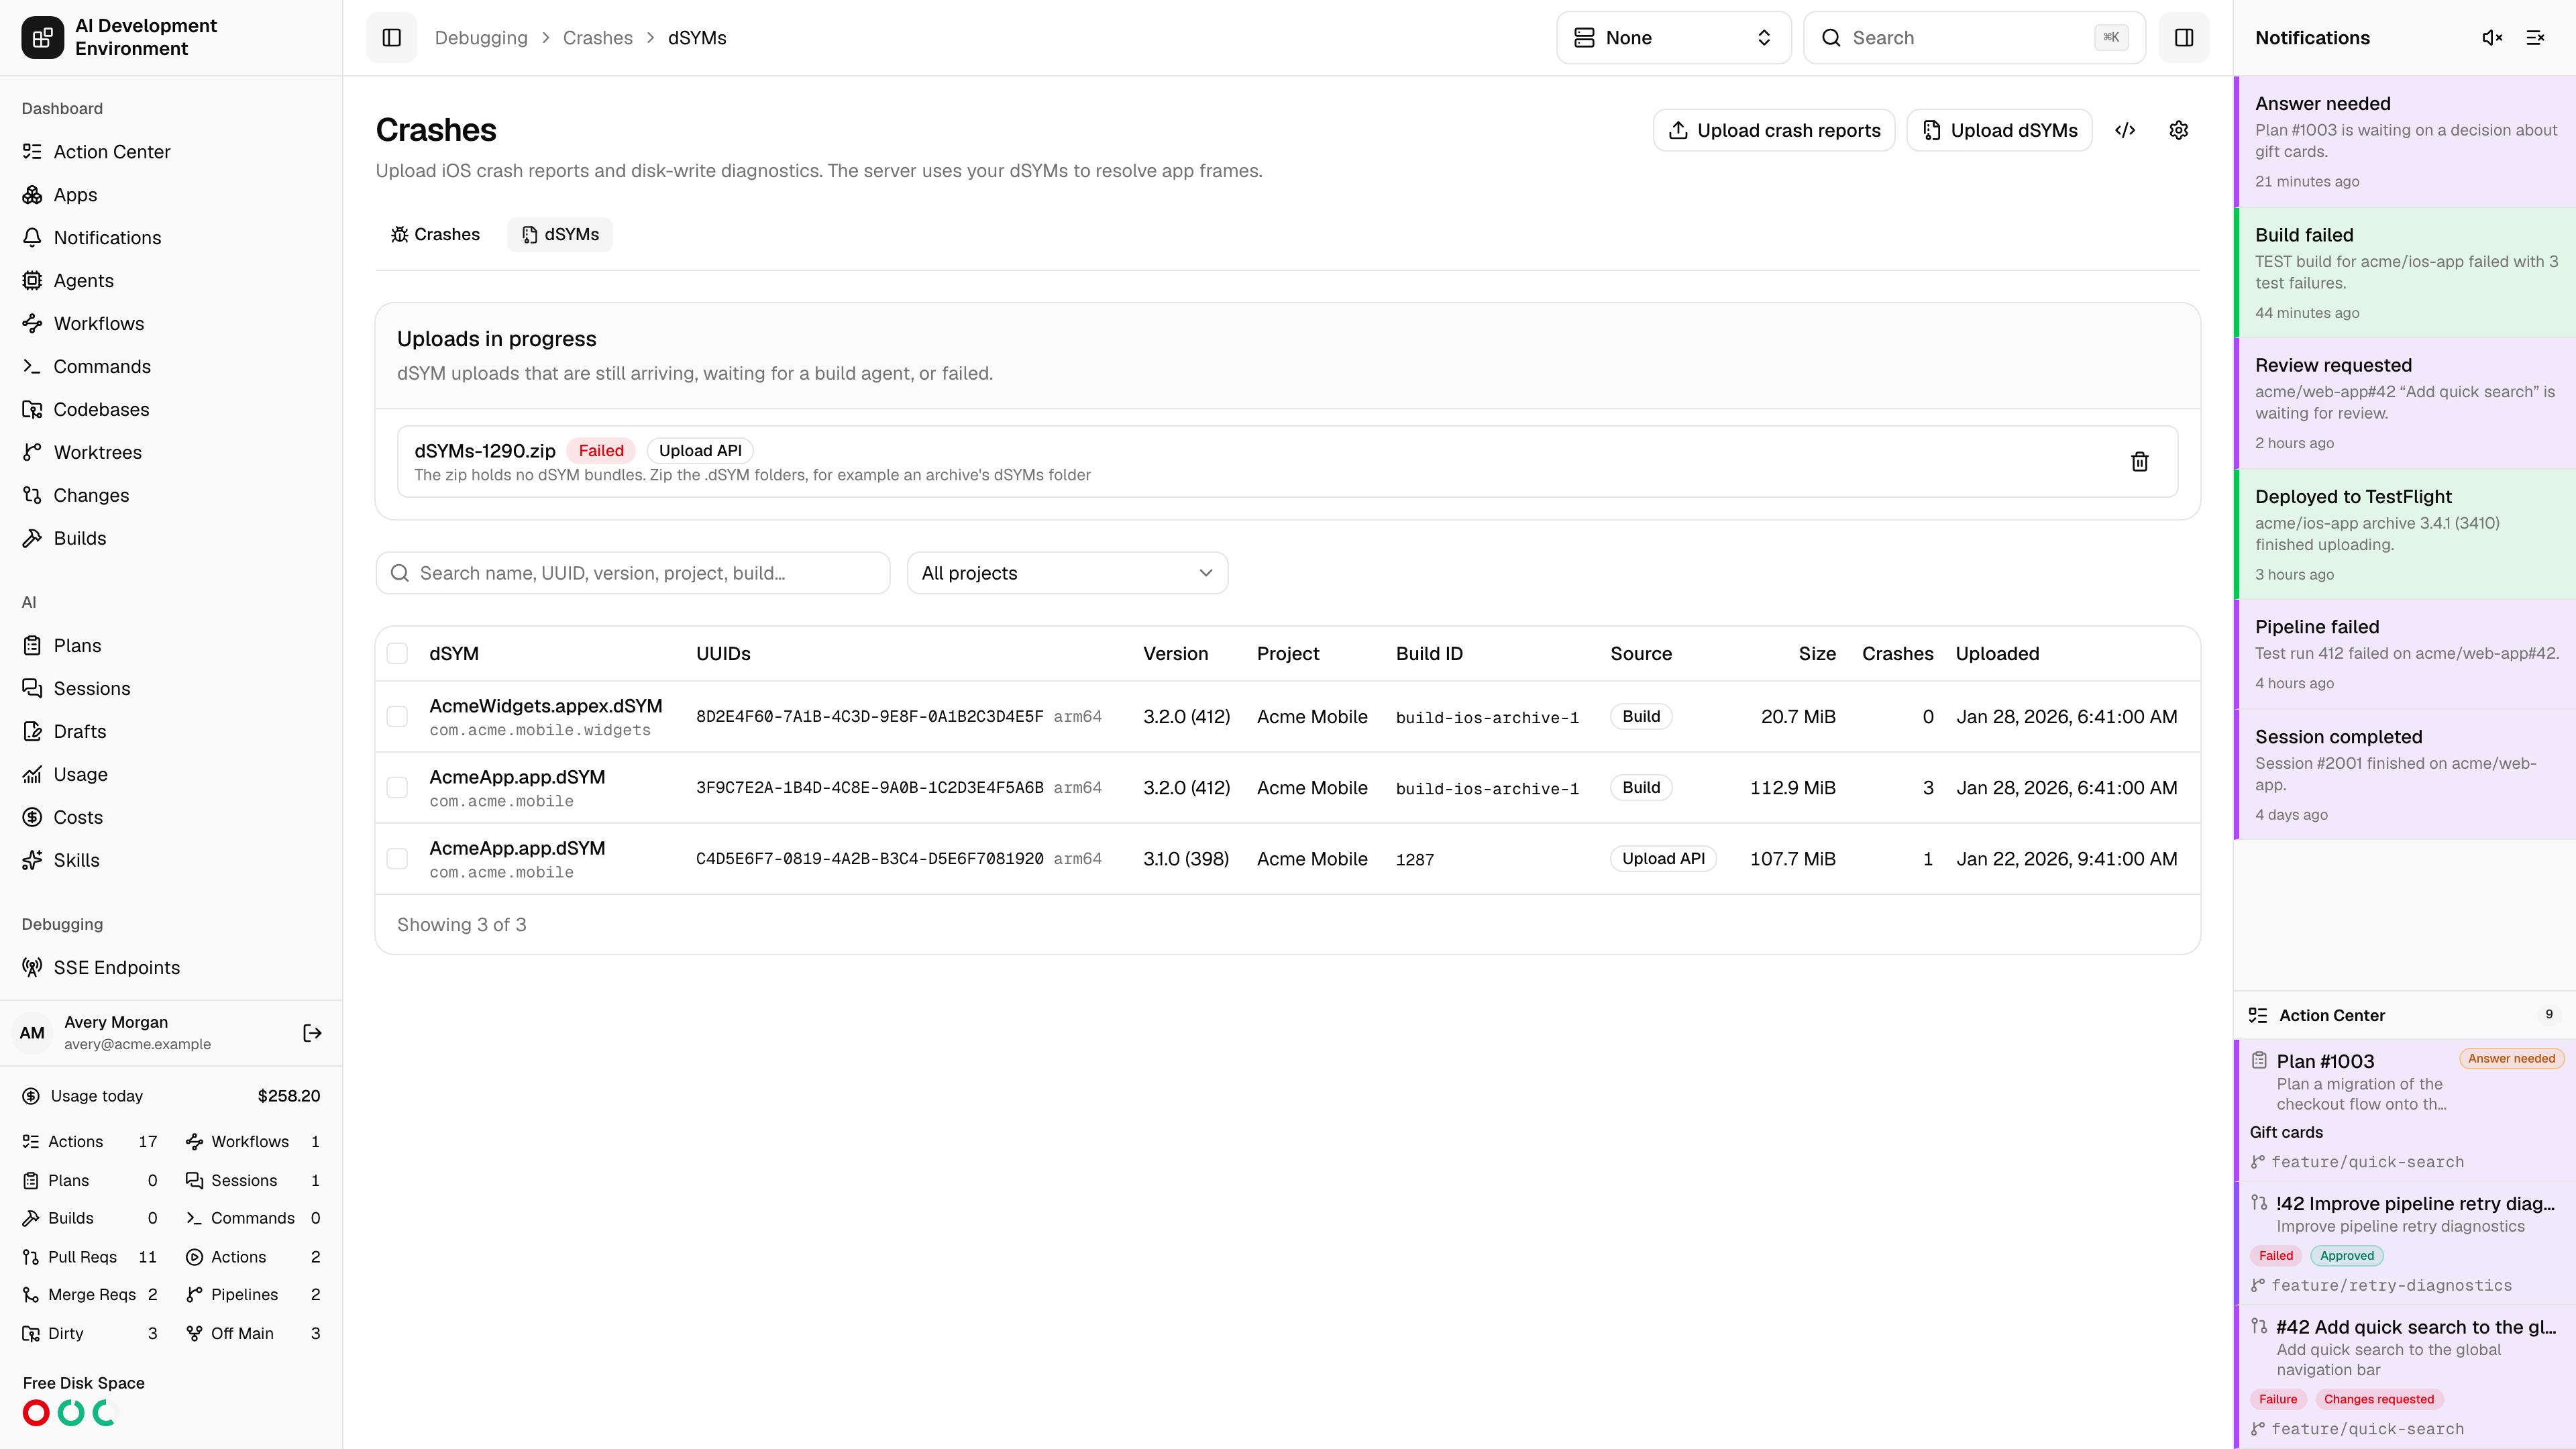 AI Development
Environment
Dashboard
Action Center
Apps
Notifications
Agents
Workflows
Commands
Codebases
Worktrees
Changes
Builds
AI
Plans
Sessions
Drafts
Usage
Costs
Skills
Debugging
SSE Endpoints
AM
Avery Morgan
avery@acme.example
Usage today $258.20
Actions 17 Workflows 1
Plans 0 Sessions 1
Builds 0 Commands 0
Pull Reqs 11 Actions 2
Merge Reqs 2 Pipelines 2
Dirty 3 Off Main 3
Free Disk Space
Debugging > Crashes > dSYMs
None
Search ⌘K
Crashes
Upload iOS crash reports and disk-write diagnostics. The server uses your dSYMs to resolve app frames.
Upload crash reports
Upload dSYMs
Crashes dSYMs
Uploads in progress
dSYM uploads that are still arriving, waiting for a build agent, or failed.
dSYMs-1290.zip Failed Upload API
The zip holds no dSYM bundles. Zip the .dSYM folders, for example an archive's dSYMs folder
Search name, UUID, version, project, build...
All projects
dSYM UUIDs Version Project Build ID Source Size Crashes Uploaded
AcmeWidgets.appex.dSYM
com.acme.mobile.widgets
8D2E4F60-7A1B-4C3D-9E8F-0A1B2C3D4E5F arm64 3.2.0 (412) Acme Mobile build-ios-archive-1 Build 20.7 MiB 0 Jan 28, 2026, 6:41:00 AM
AcmeApp.app.dSYM
com.acme.mobile
3F9C7E2A-1B4D-4C8E-9A0B-1C2D3E4F5A6B arm64 3.2.0 (412) Acme Mobile build-ios-archive-1 Build 112.9 MiB 3 Jan 28, 2026, 6:41:00 AM
AcmeApp.app.dSYM
com.acme.mobile
C4D5E6F7-0819-4A2B-B3C4-D5E6F7081920 arm64 3.1.0 (398) Acme Mobile 1287 Upload API 107.7 MiB 1 Jan 22, 2026, 9:41:00 AM
Showing 3 of 3
Notifications
Answer needed
Plan #1003 is waiting on a decision about
gift cards.
21 minutes ago
Build failed
TEST build for acme/ios-app failed with 3
test failures.
44 minutes ago
Review requested
acme/web-app#42 “Add quick search” is
waiting for review.
2 hours ago
Deployed to TestFlight
acme/ios-app archive 3.4.1 (3410)
finished uploading.
3 hours ago
Pipeline failed
Test run 412 failed on acme/web-app#42.
4 hours ago
Session completed
Session #2001 finished on acme/web-
app.
4 days ago
Action Center 9
Plan #1003 Answer needed
Plan a migration of the
checkout flow onto th...
Gift cards
feature/quick-search
!42 Improve pipeline retry diag...
Improve pipeline retry diagnostics
Failed Approved
feature/retry-diagnostics
#42 Add quick search to the gl...
Add quick search to the global
navigation bar
Failure Changes requested
feature/quick-search